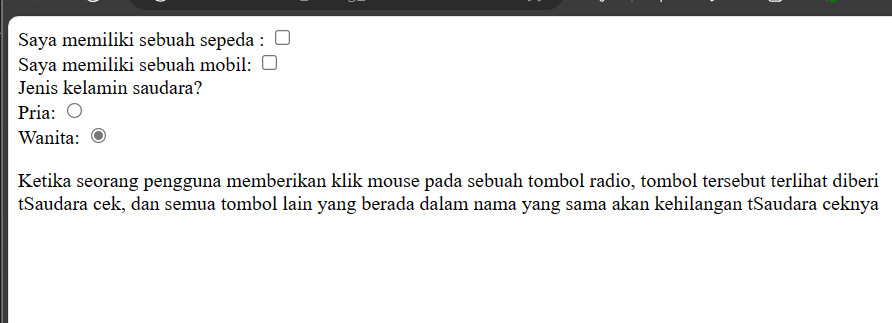 Saya memiliki sebuah sepeda :
Saya memiliki sebuah mobil:
Jenis kelamin saudara?
Pria:
Wanita:
Ketika seorang pengguna memberikan klik mouse pada sebuah tombol radio, tombol tersebut terlihat diberi
tSaudara cek, dan semua tombol lain yang berada dalam nama yang sama akan kehilangan tSaudara ceknya